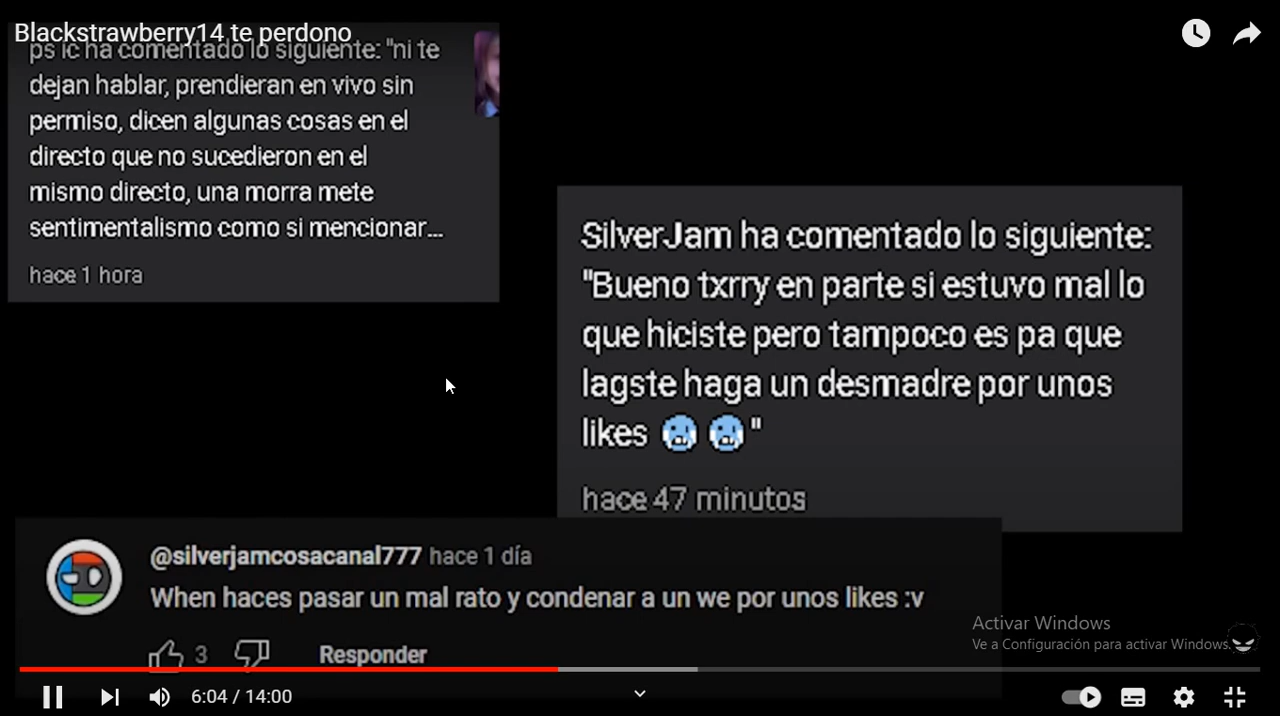 Blackstrawberry14 te perdono
ps lc ha comentado lo siguiente: "ni te
dejan hablar, prendieran en vivo sin
permiso, dicen algunas cosas en el
directo que no sucedieron en el
mismo directo, una morra mete
sentimentalismo como si mencionar...
hace 1 hora
SilverJam ha comentado lo siguiente:
"Bueno txrry en parte si estuvo mal lo
que hiciste pero tampoco es pa que
lagste haga un desmadre por unos
likes 🥶🥶"
hace 47 minutos
@silverjamcosacanal777 hace 1 día
When haces pasar un mal rato y condenar a un we por unos likes :v
3 Responder
Activar Windows
Ve a Configuración para activar Windows.
6:04 / 14:00